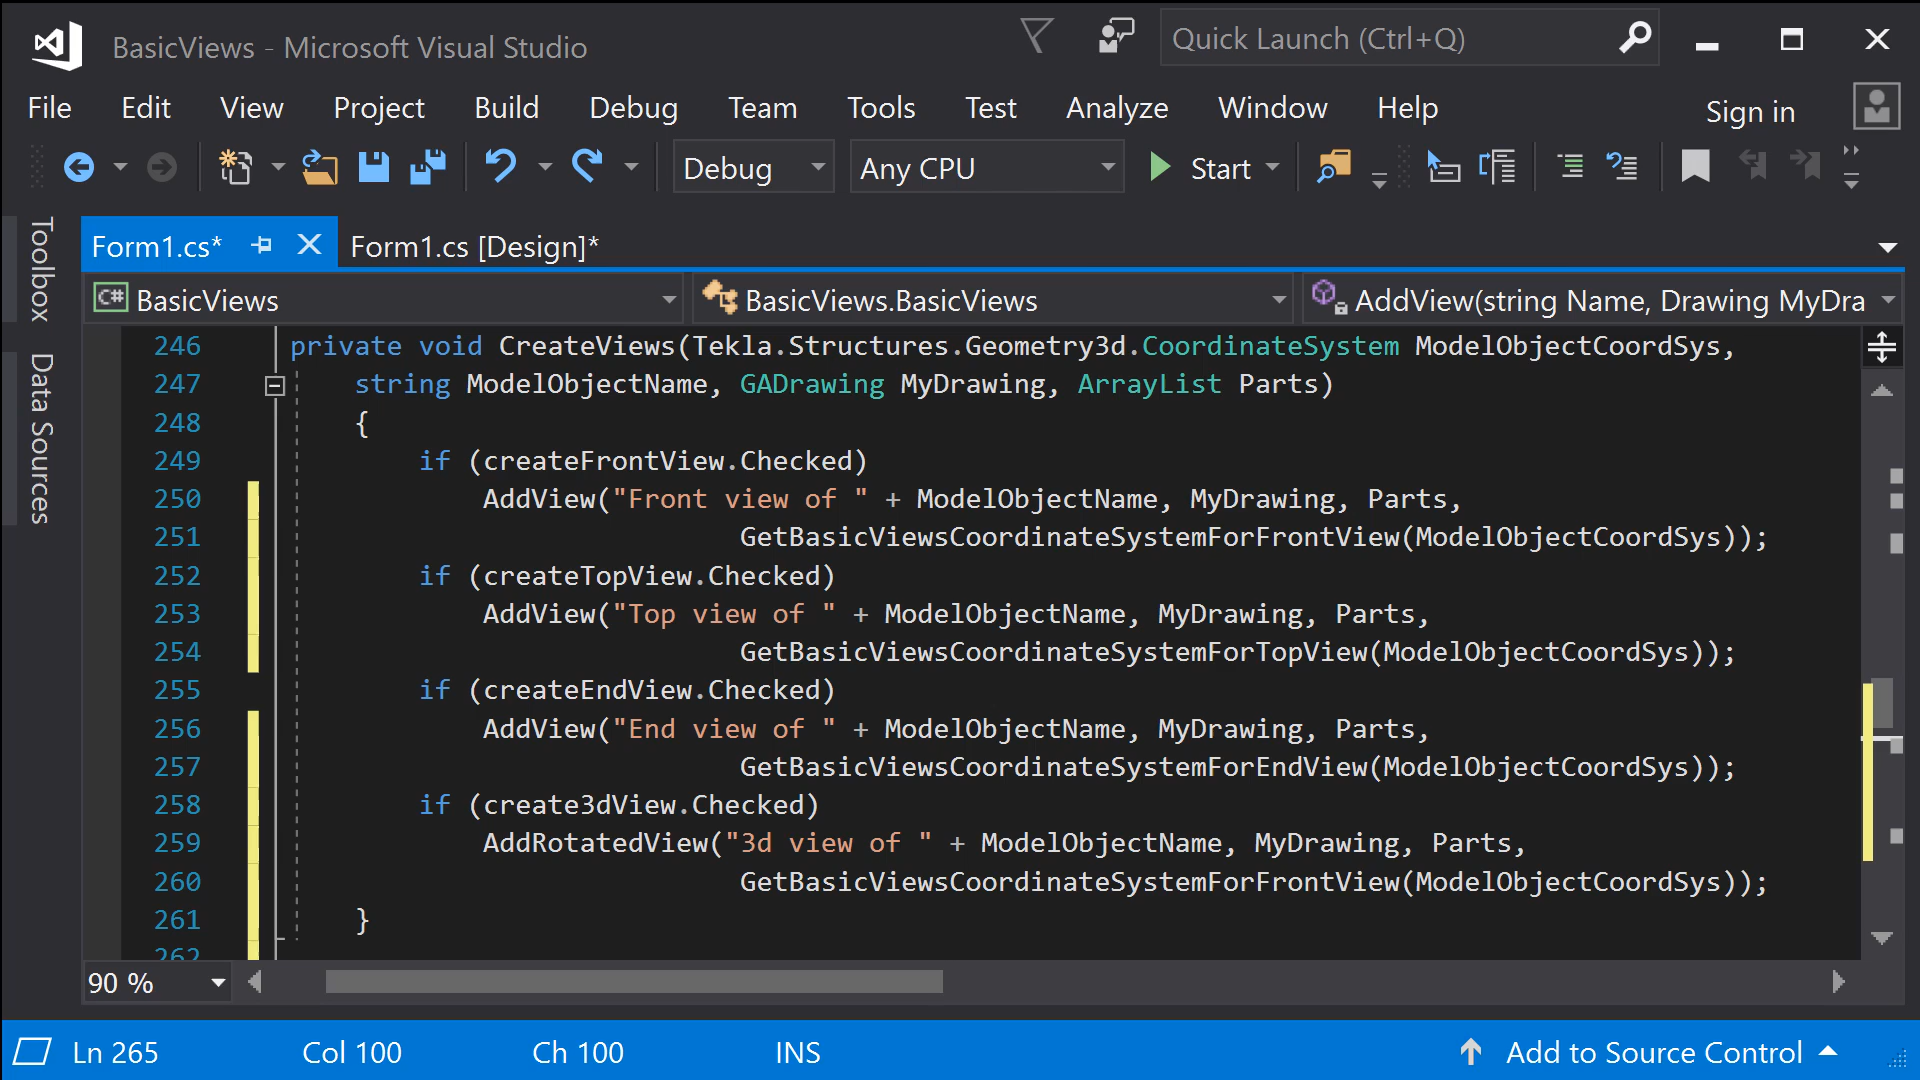 BasicViews - Microsoft Visual Studio
Quick Launch (Ctrl+Q)
File Edit View Project Build Debug Team Tools Test Analyze Window Help
Sign in
Debug
Any CPU
Start
Toolbox
Data Sources
Form1.cs*
Form1.cs [Design]*
C# BasicViews
BasicViews.BasicViews
AddView(string Name, Drawing MyDra
246 private void CreateViews(Tekla.Structures.Geometry3d.CoordinateSystem ModelObjectCoordSys,
247 string ModelObjectName, GADrawing MyDrawing, ArrayList Parts)
248 {
249 if (createFrontView.Checked)
250 AddView("Front view of " + ModelObjectName, MyDrawing, Parts,
251 GetBasicViewsCoordinateSystemForFrontView(ModelObjectCoordSys));
252 if (createTopView.Checked)
253 AddView("Top view of " + ModelObjectName, MyDrawing, Parts,
254 GetBasicViewsCoordinateSystemForTopView(ModelObjectCoordSys));
255 if (createEndView.Checked)
256 AddView("End view of " + ModelObjectName, MyDrawing, Parts,
257 GetBasicViewsCoordinateSystemForEndView(ModelObjectCoordSys));
258 if (create3dView.Checked)
259 AddRotatedView("3d view of " + ModelObjectName, MyDrawing, Parts,
260 GetBasicViewsCoordinateSystemForFrontView(ModelObjectCoordSys));
261 }
262
90 %
Ln 265 Col 100 Ch 100 INS
Add to Source Control